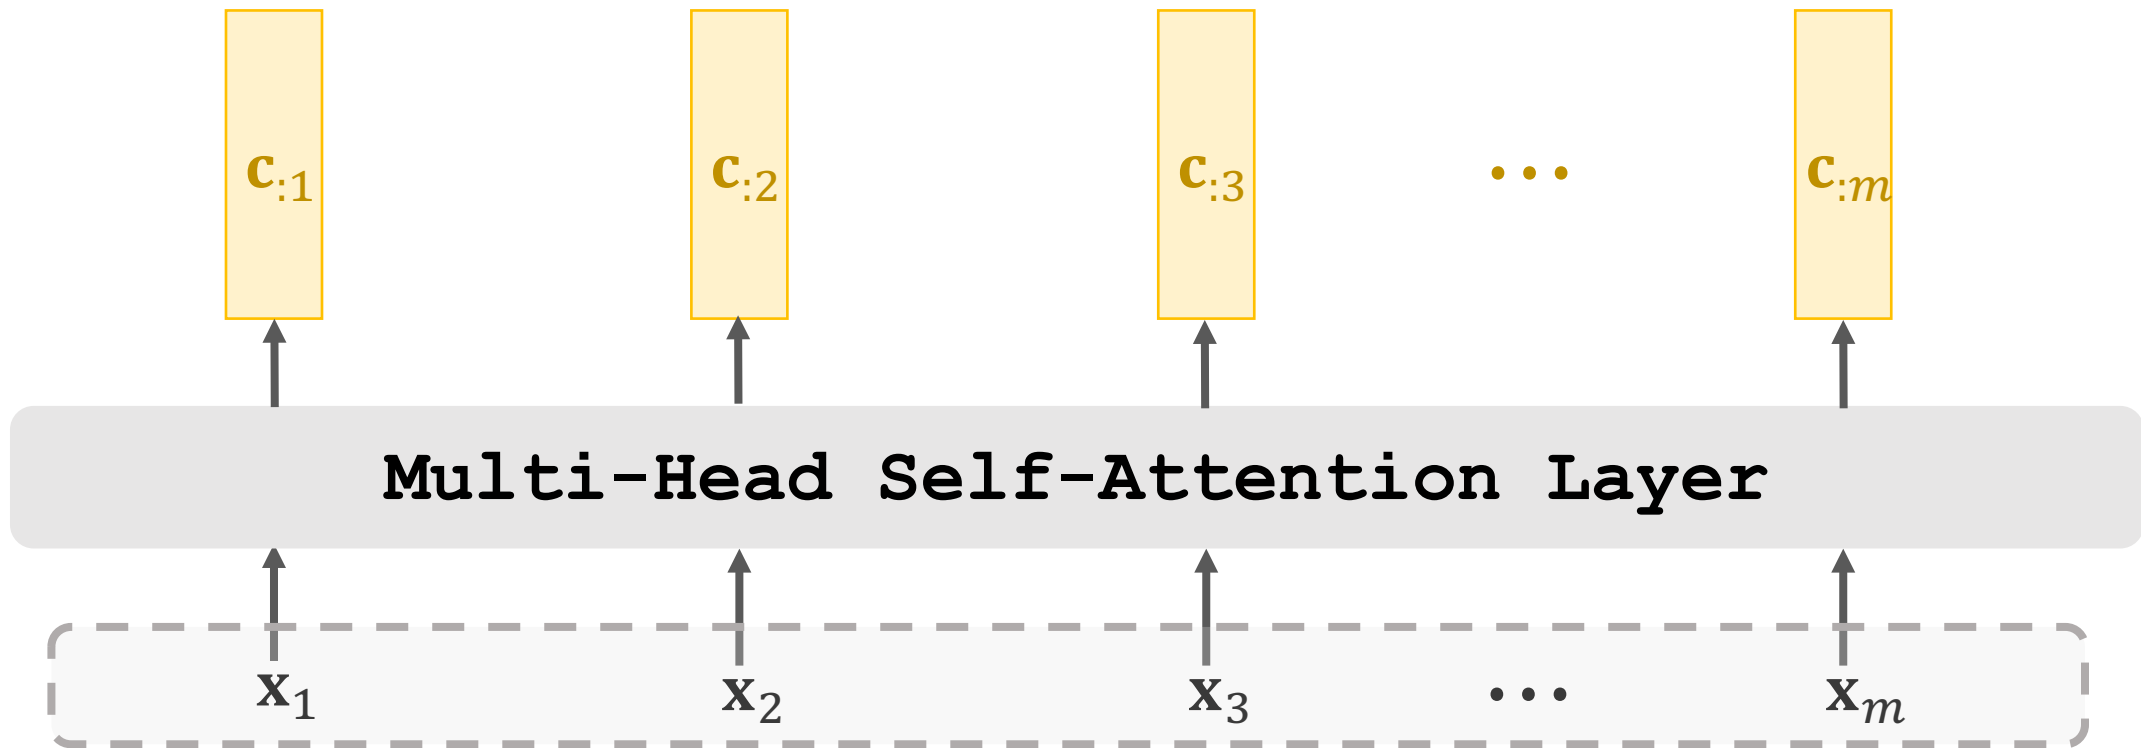 c:1 c:2 c:3 ... c:m
Multi-Head Self-Attention Layer
x1 x2 x3 ... xm